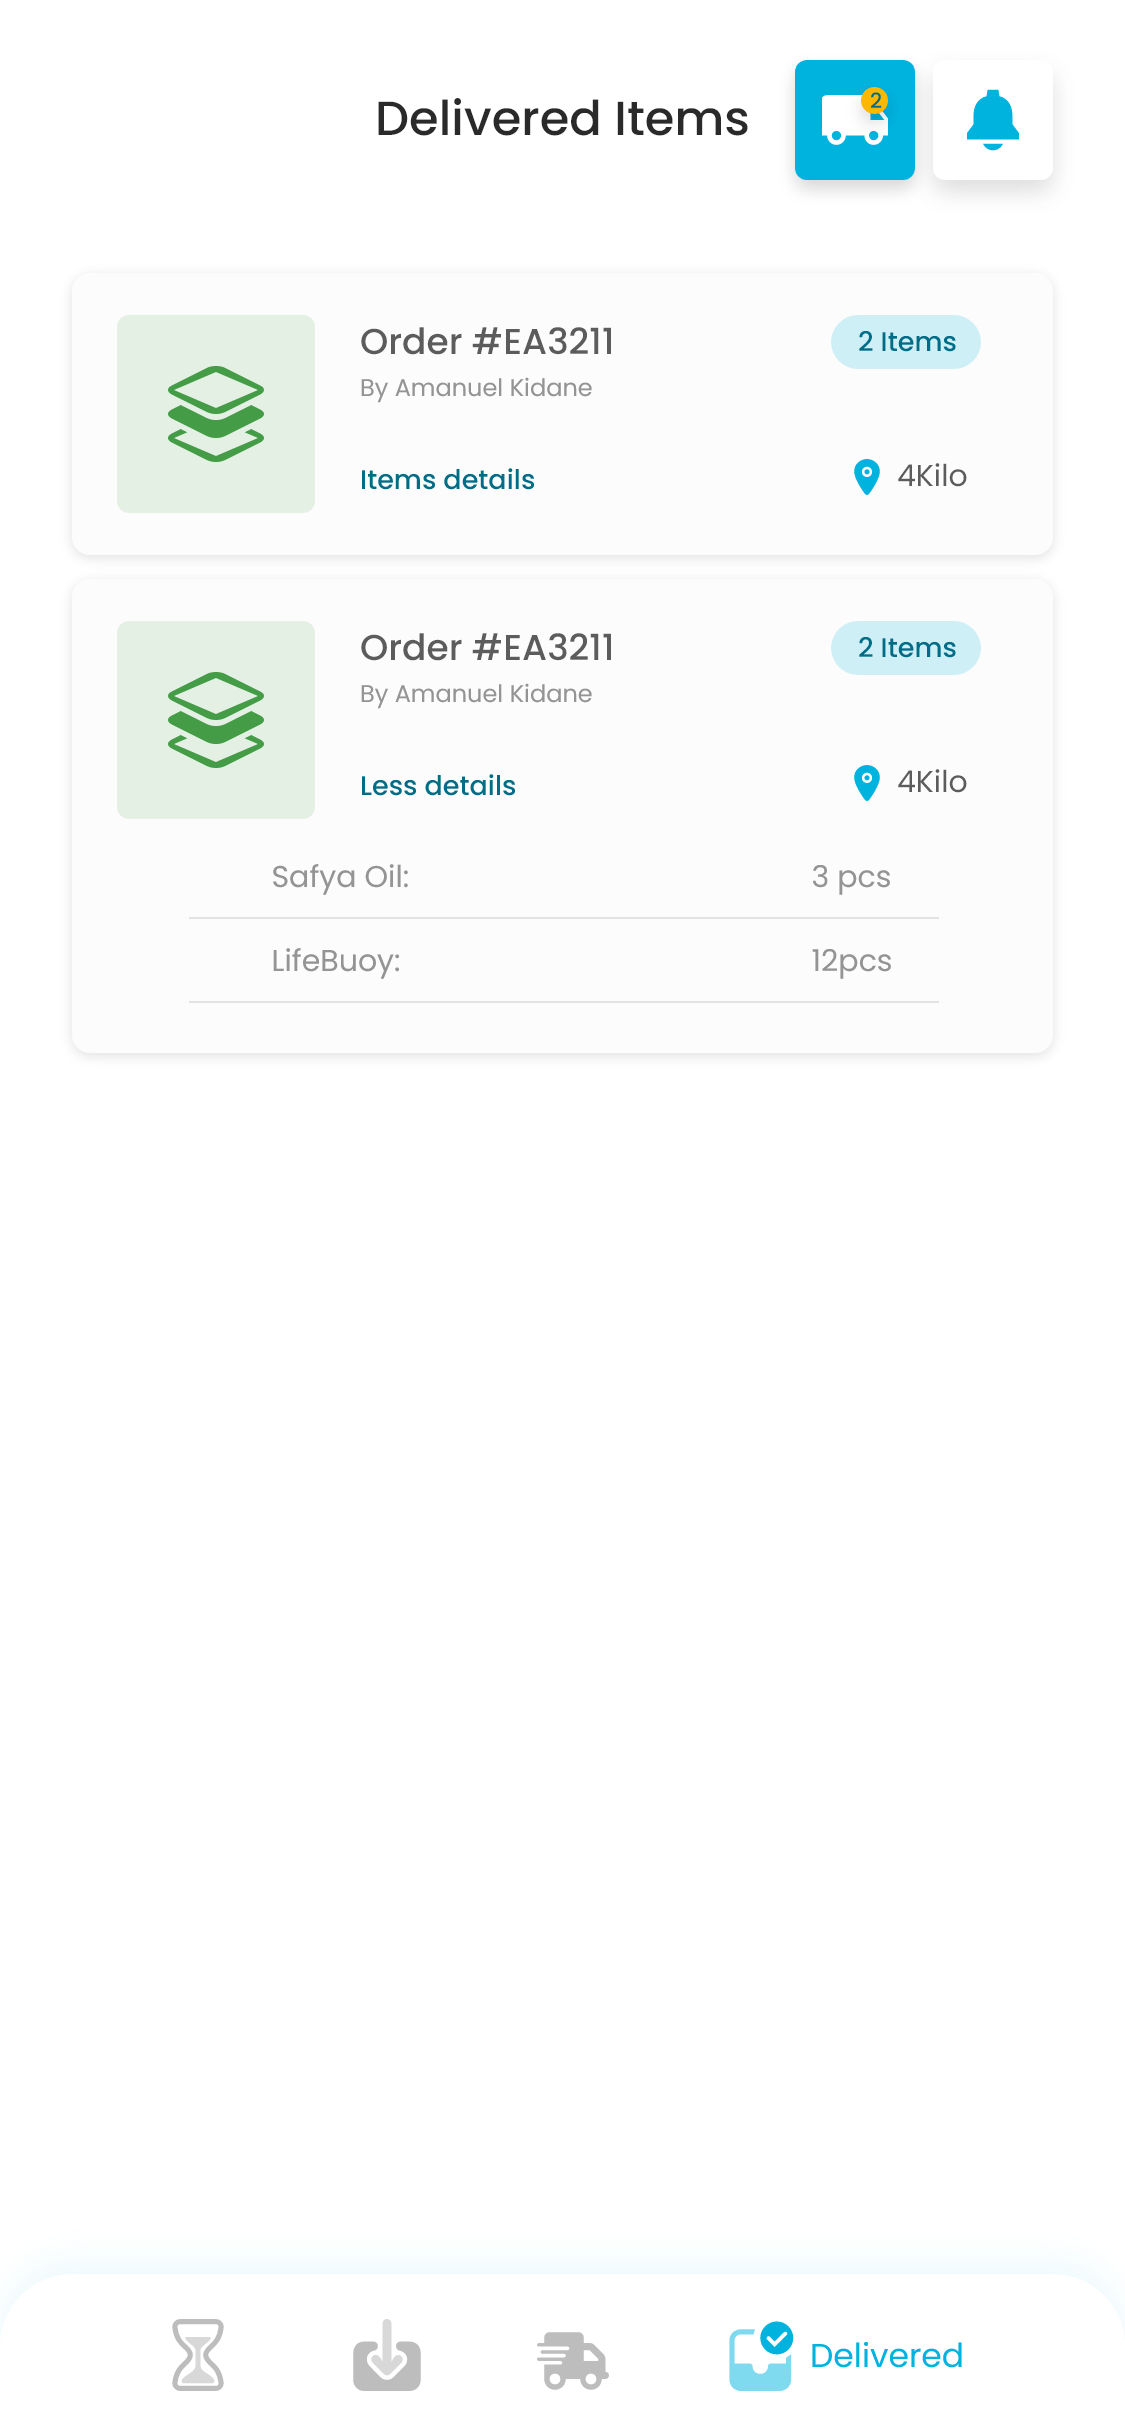 Delivered Items
2
Order #EA3211
2 Items
By Amanuel Kidane
Items details
4Kilo
Order #EA3211
2 Items
By Amanuel Kidane
Less details
4Kilo
Safya Oil:
3 pcs
LifeBuoy:
12pcs
Delivered